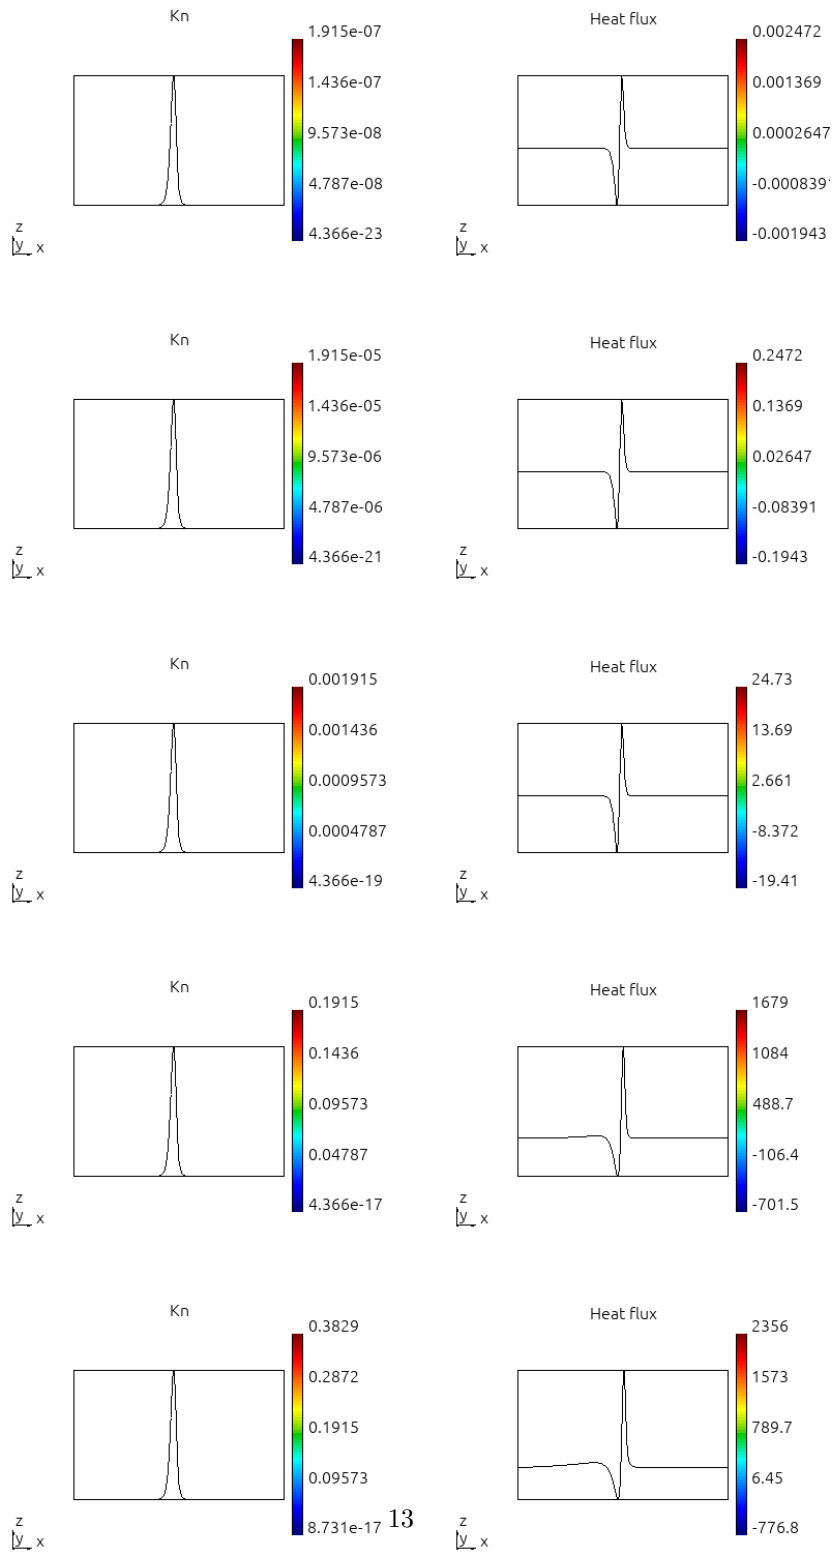 Kn
1.915e-07
1.436e-07
9.573e-08
4.787e-08
4.366e-23
z
y x
Heat flux
0.002472
0.001369
0.0002647
-0.000839
-0.001943
z
y x
Kn
1.915e-05
1.436e-05
9.573e-06
4.787e-06
4.366e-21
z
y x
Heat flux
0.2472
0.1369
0.02647
-0.08391
-0.1943
z
y x
Kn
0.001915
0.001436
0.0009573
0.0004787
4.366e-19
z
y x
Heat flux
24.73
13.69
2.661
-8.372
-19.41
z
y x
Kn
0.1915
0.1436
0.09573
0.04787
4.366e-17
z
y x
Heat flux
1679
1084
488.7
-106.4
-701.5
z
y x
Kn
0.3829
0.2872
0.1915
0.09573
8.731e-17
z
y x
Heat flux
2356
1573
789.7
6.45
-776.8
z
y x
13